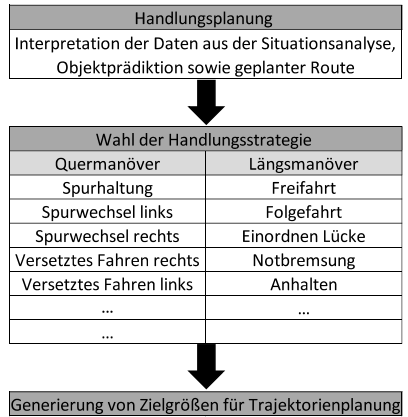 Handlungsplanung
Interpretation der Daten aus der Situationsanalyse,
Objektprädiktion sowie geplanter Route
Wahl der Handlungsstrategie
Quermanöver Längsmanöver
Spurhaltung Freifahrt
Spurwechsel links Folgefahrt
Spurwechsel rechts Einordnen Lücke
Versetztes Fahren rechts Notbremsung
Versetztes Fahren links Anhalten
... ...
...
Generierung von Zielgrößen für Trajektorienplanung